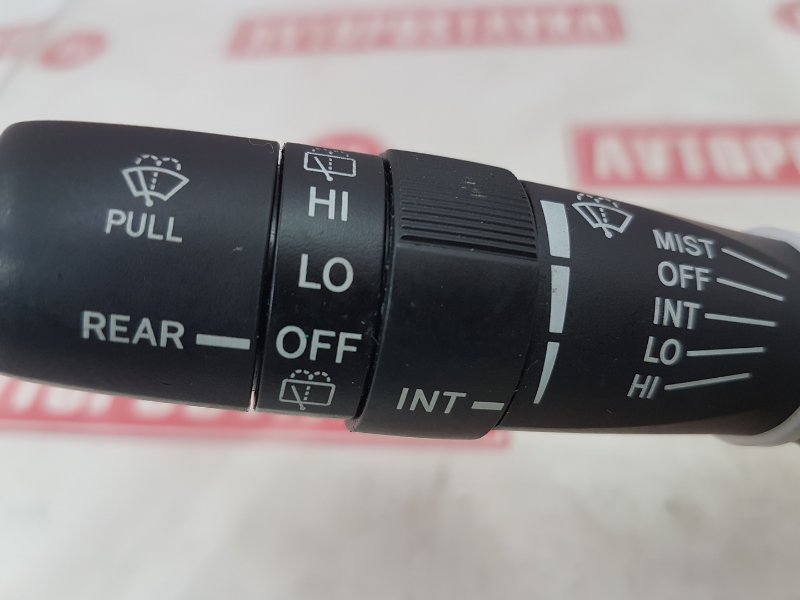 PULL
REAR
HI
LO
OFF
INT
MIST
OFF
INT
LO
HI